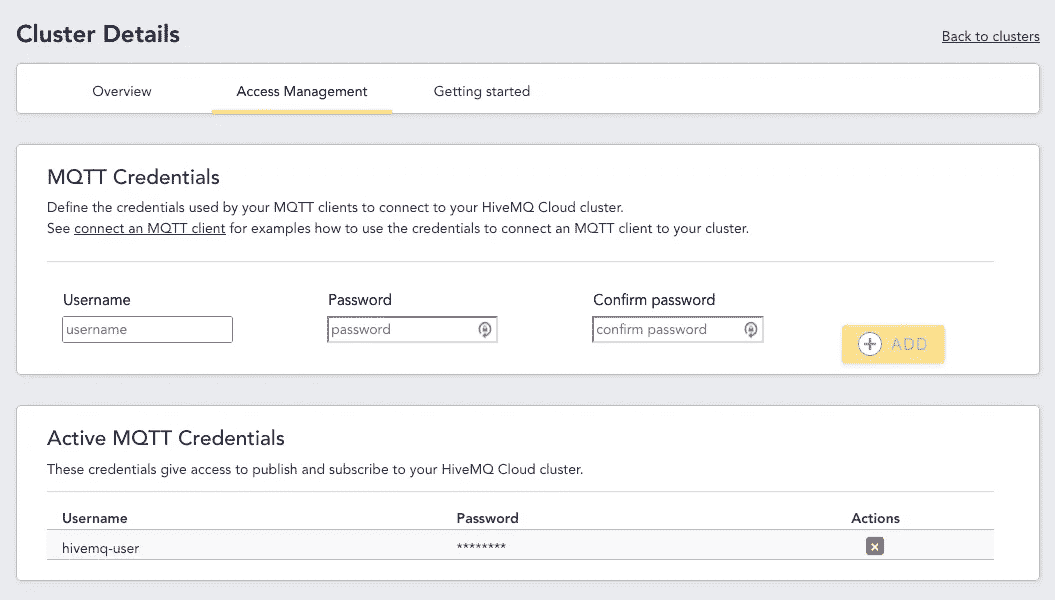 Cluster Details
Back to clusters
Overview
Access Management
Getting started
MQTT Credentials
Define the credentials used by your MQTT clients to connect to your HiveMQ Cloud cluster.
See connect an MQTT client for examples how to use the credentials to connect an MQTT client to your cluster.
Username
Password
Confirm password
username
password
confirm password
ADD
Active MQTT Credentials
These credentials give access to publish and subscribe to your HiveMQ Cloud cluster.
Username
Password
Actions
hivemq-user
********